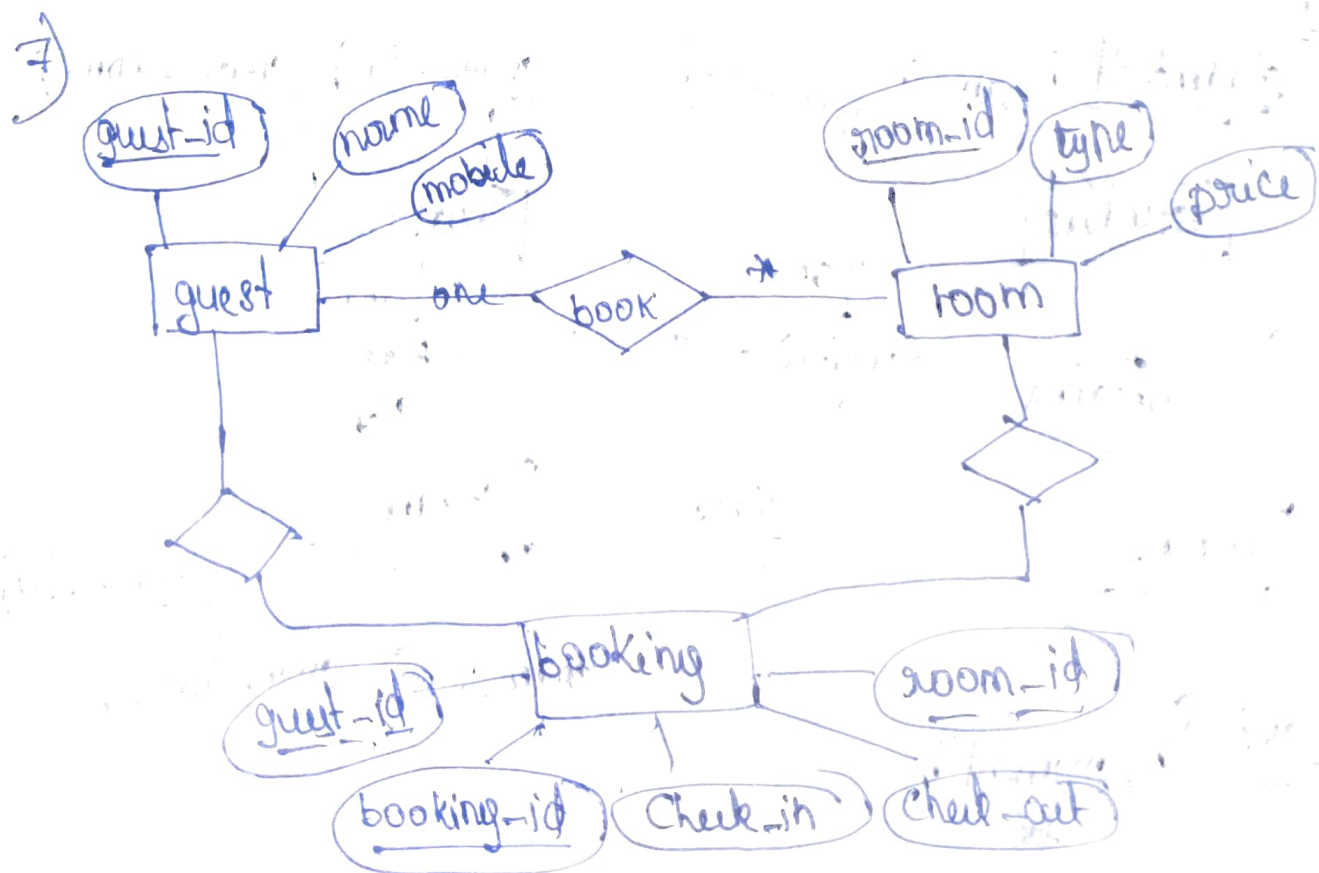 7)
guest_id
name
mobile
room_id
type
price
guest
one
book
*
room
booking
guest_id
room_id
booking_id
Check_in
Check_out